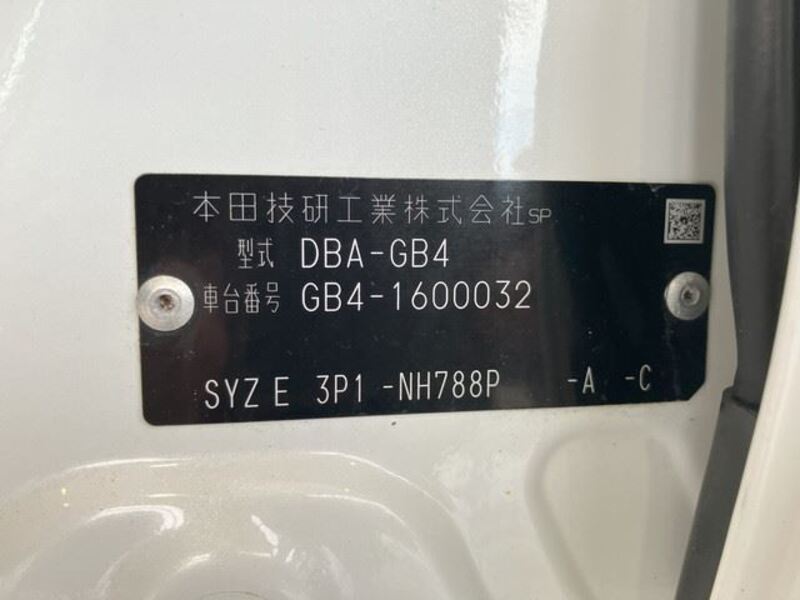 本田技研工業株式会社SP
型式 DBA-GB4
車台番号 GB4-1600032
SYZ E 3P1 -NH788P -A -C